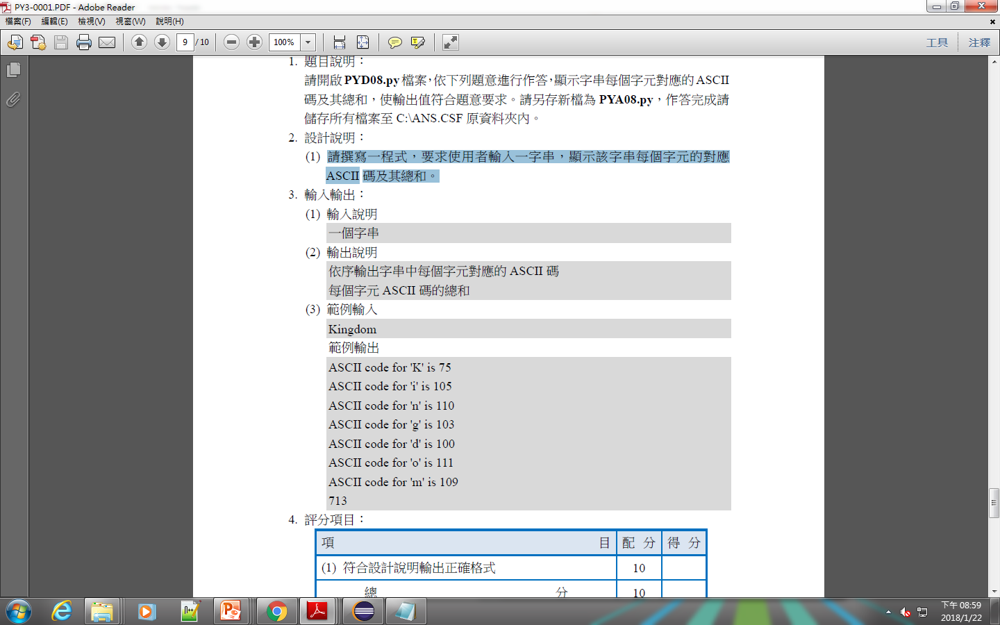 PY3-0001.PDF - Adobe Reader
檔案(F) 編輯(E) 檢視(V) 視窗(W) 說明(H)
9 / 10 100% 工具 注釋
1. 題目說明：
請開啟 PYD08.py 檔案，依下列題意進行作答，顯示字串每個字元對應的 ASCII
碼及其總和，使輸出值符合題意要求。請另存新檔為 PYA08.py，作答完成請
儲存所有檔案至 C:\ANS.CSF 原資料夾內。
2. 設計說明：
(1) 請撰寫一程式，要求使用者輸入一字串，顯示該字串每個字元的對應
ASCII 碼及其總和。
3. 輸入輸出：
(1) 輸入說明
一個字串
(2) 輸出說明
依序輸出字串中每個字元對應的 ASCII 碼
每個字元 ASCII 碼的總和
(3) 範例輸入
Kingdom
範例輸出
ASCII code for 'K' is 75
ASCII code for 'i' is 105
ASCII code for 'n' is 110
ASCII code for 'g' is 103
ASCII code for 'd' is 100
ASCII code for 'o' is 111
ASCII code for 'm' is 109
713
4. 評分項目：
項 目 配 分 得 分
(1) 符合設計說明輸出正確格式 10
總 分 10
下午 08:59
2018/1/22